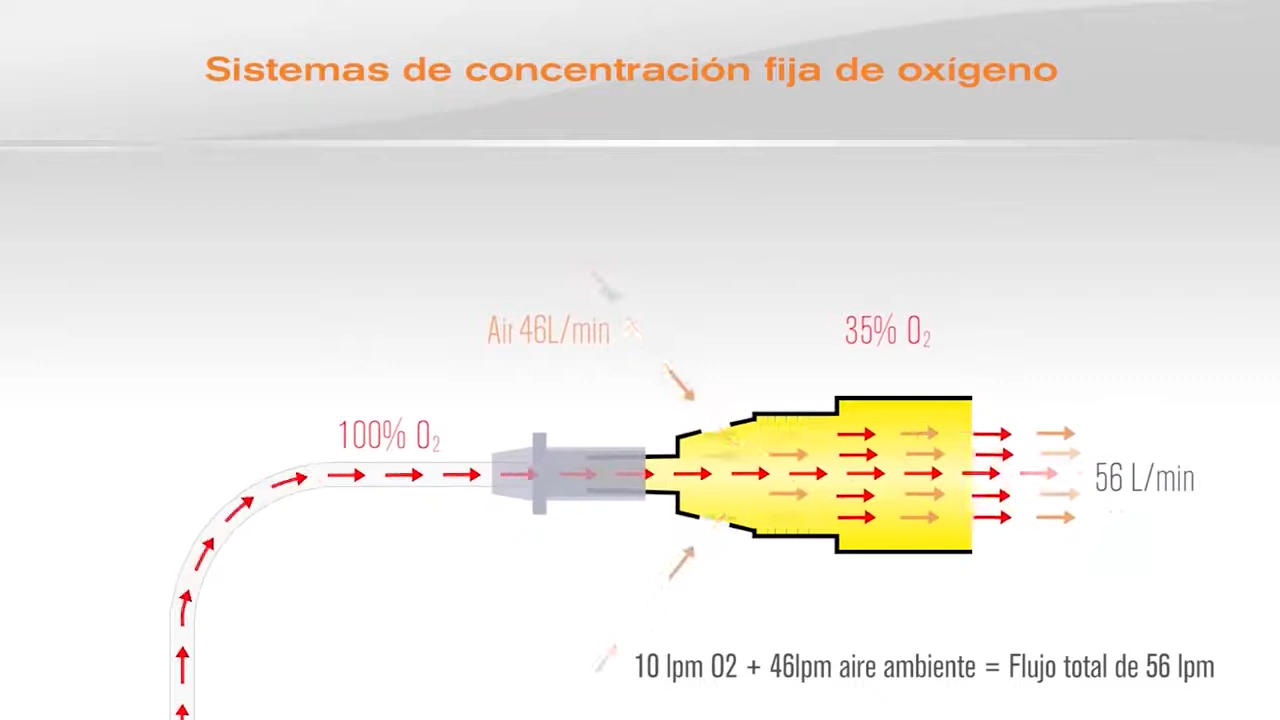 Sistemas de concentración fija de oxígeno
Air 46L/min
35% O₂
100% O₂
56 L/min
10 lpm O2 + 46lpm aire ambiente = Flujo total de 56 lpm